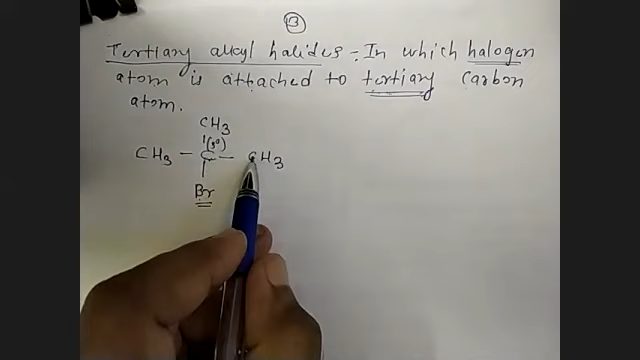 13
Tertiary alkyl halides :- In which halogen
atom is attached to tertiary carbon
atom.
CH3
(3°)
CH3 - C - CH3
Br